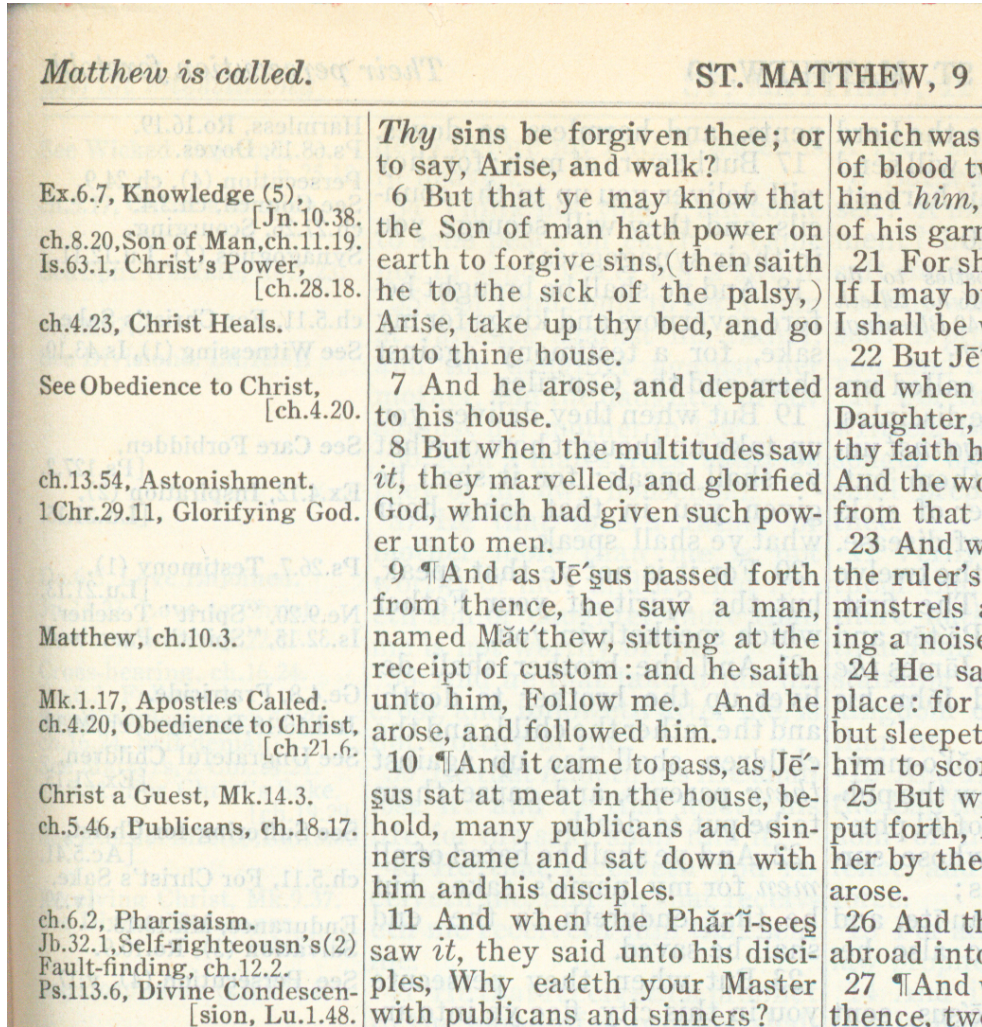 Matthew is called.
ST. MATTHEW, 9
Ex.6.7, Knowledge (5),
[Jn.10.38.
ch.8.20,Son of Man,ch.11.19.
Is.63.1, Christ's Power,
[ch.28.18.
ch.4.23, Christ Heals.
See Obedience to Christ,
[ch.4.20.
ch.13.54, Astonishment.
1Chr.29.11, Glorifying God.
Matthew, ch.10.3.
Mk.1.17, Apostles Called.
ch.4.20, Obedience to Christ,
[ch.21.6.
Christ a Guest, Mk.14.3.
ch.5.46, Publicans, ch.18.17.
ch.6.2, Pharisaism.
Jb.32.1,Self-righteousn's(2)
Fault-finding, ch.12.2.
Ps.113.6, Divine Condescen-
[sion, Lu.1.48.
Thy sins be forgiven thee; or
to say, Arise, and walk?
6 But that ye may know that
the Son of man hath power on
earth to forgive sins,(then saith
he to the sick of the palsy,)
Arise, take up thy bed, and go
unto thine house.
7 And he arose, and departed
to his house.
8 But when the multitudes saw
it, they marvelled, and glorified
God, which had given such pow-
er unto men.
9 ¶And as Jē´ṣus passed forth
from thence, he saw a man,
named Măt´thew, sitting at the
receipt of custom: and he saith
unto him, Follow me. And he
arose, and followed him.
10 ¶And it came to pass, as Jē´-
ṣus sat at meat in the house, be-
hold, many publicans and sin-
ners came and sat down with
him and his disciples.
11 And when the Phăr´ĭ-seeṣ
saw it, they said unto his disci-
ples, Why eateth your Master
with publicans and sinners?
which was
of blood
hind him,
of his
21 For
If I may
I shall be
22 But
and when
Daughter,
thy faith
And the
from that
23 And
the ruler's
minstrels
ing a noise
24 He
place: for
but
him to
25 But
put forth,
her by the
arose.
26 And
abroad
27 ¶And
thence